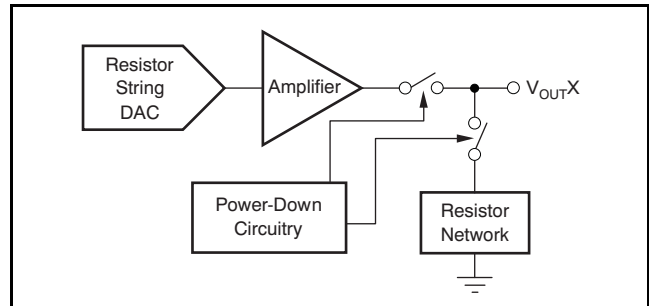 Resistor
String
DAC
Amplifier
VOUTX
Power-Down
Circuitry
Resistor
Network